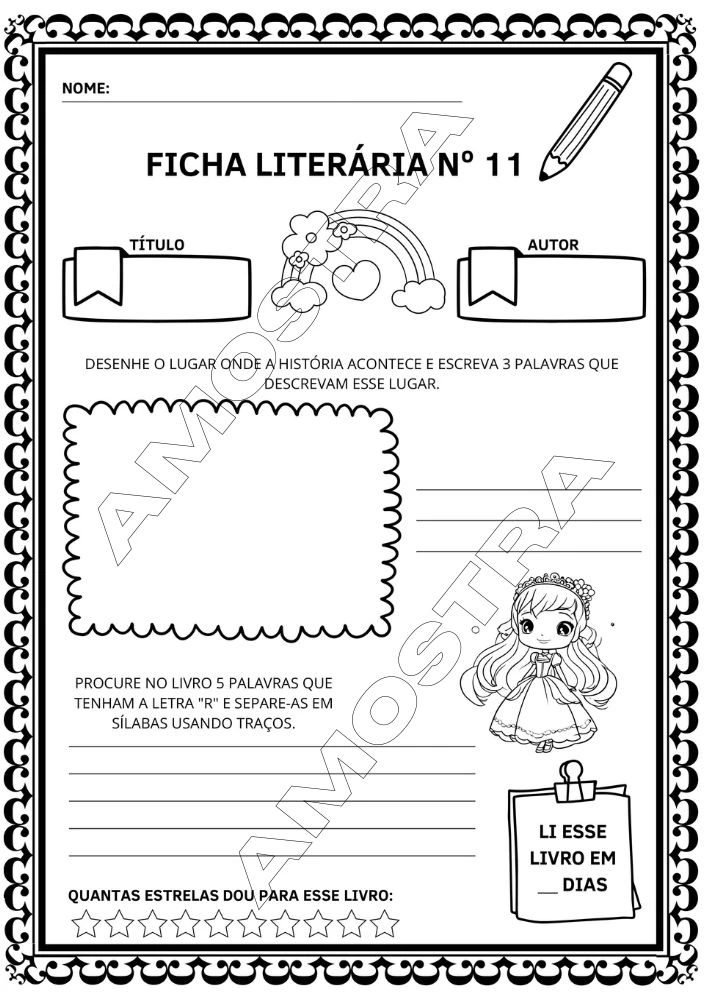 NOME:
FICHA LITERÁRIA Nº 11
TÍTULO
AUTOR
DESENHE O LUGAR ONDE A HISTÓRIA ACONTECE E ESCREVA 3 PALAVRAS QUE
DESCREVAM ESSE LUGAR.
PROCURE NO LIVRO 5 PALAVRAS QUE
TENHAM A LETRA "R" E SEPARE-AS EM
SÍLABAS USANDO TRAÇOS.
LI ESSE
LIVRO EM
__ DIAS
QUANTAS ESTRELAS DOU PARA ESSE LIVRO:
AMOSTRA
AMOSTRA